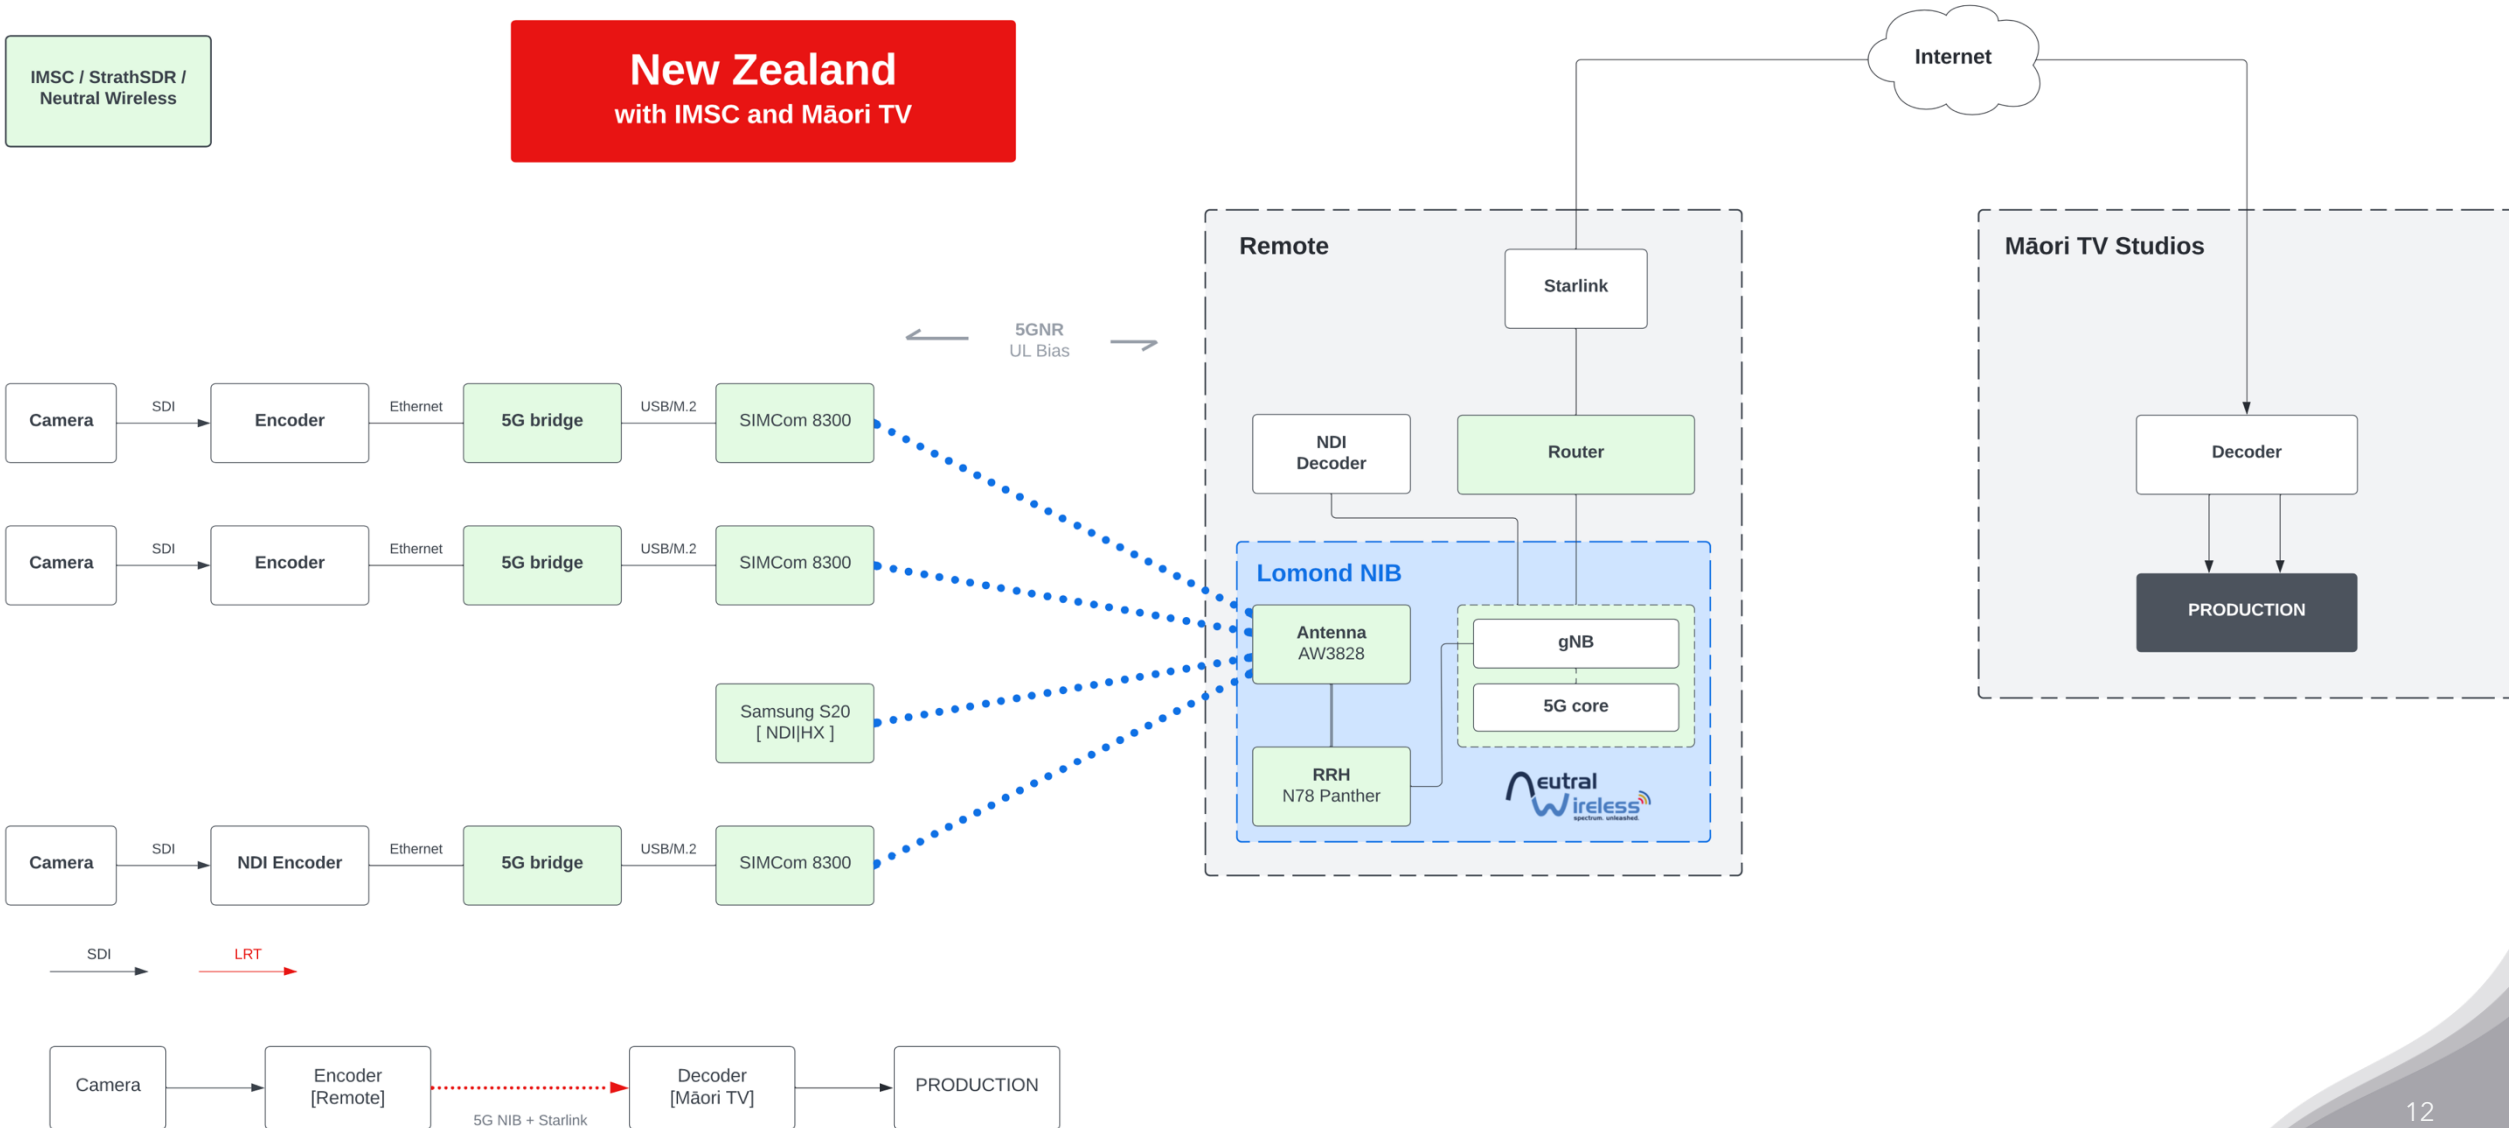 IMSC / StrathSDR /
Neutral Wireless
New Zealand
with IMSC and Māori TV
Internet
Remote
Starlink
Māori TV Studios
5GNR
UL Bias
Camera
SDI
Encoder
Ethernet
5G bridge
USB/M.2
SIMCom 8300
NDI
Decoder
Router
Decoder
Camera
SDI
Encoder
Ethernet
5G bridge
USB/M.2
SIMCom 8300
Lomond NIB
Antenna
AW3828
gNB
5G core
PRODUCTION
Samsung S20
[ NDI|HX ]
RRH
N78 Panther
Neutral
Wireless
spectrum. unleashed.
Camera
SDI
NDI Encoder
Ethernet
5G bridge
USB/M.2
SIMCom 8300
SDI
LRT
Camera
Encoder
[Remote]
5G NIB + Starlink
Decoder
[Māori TV]
PRODUCTION
12